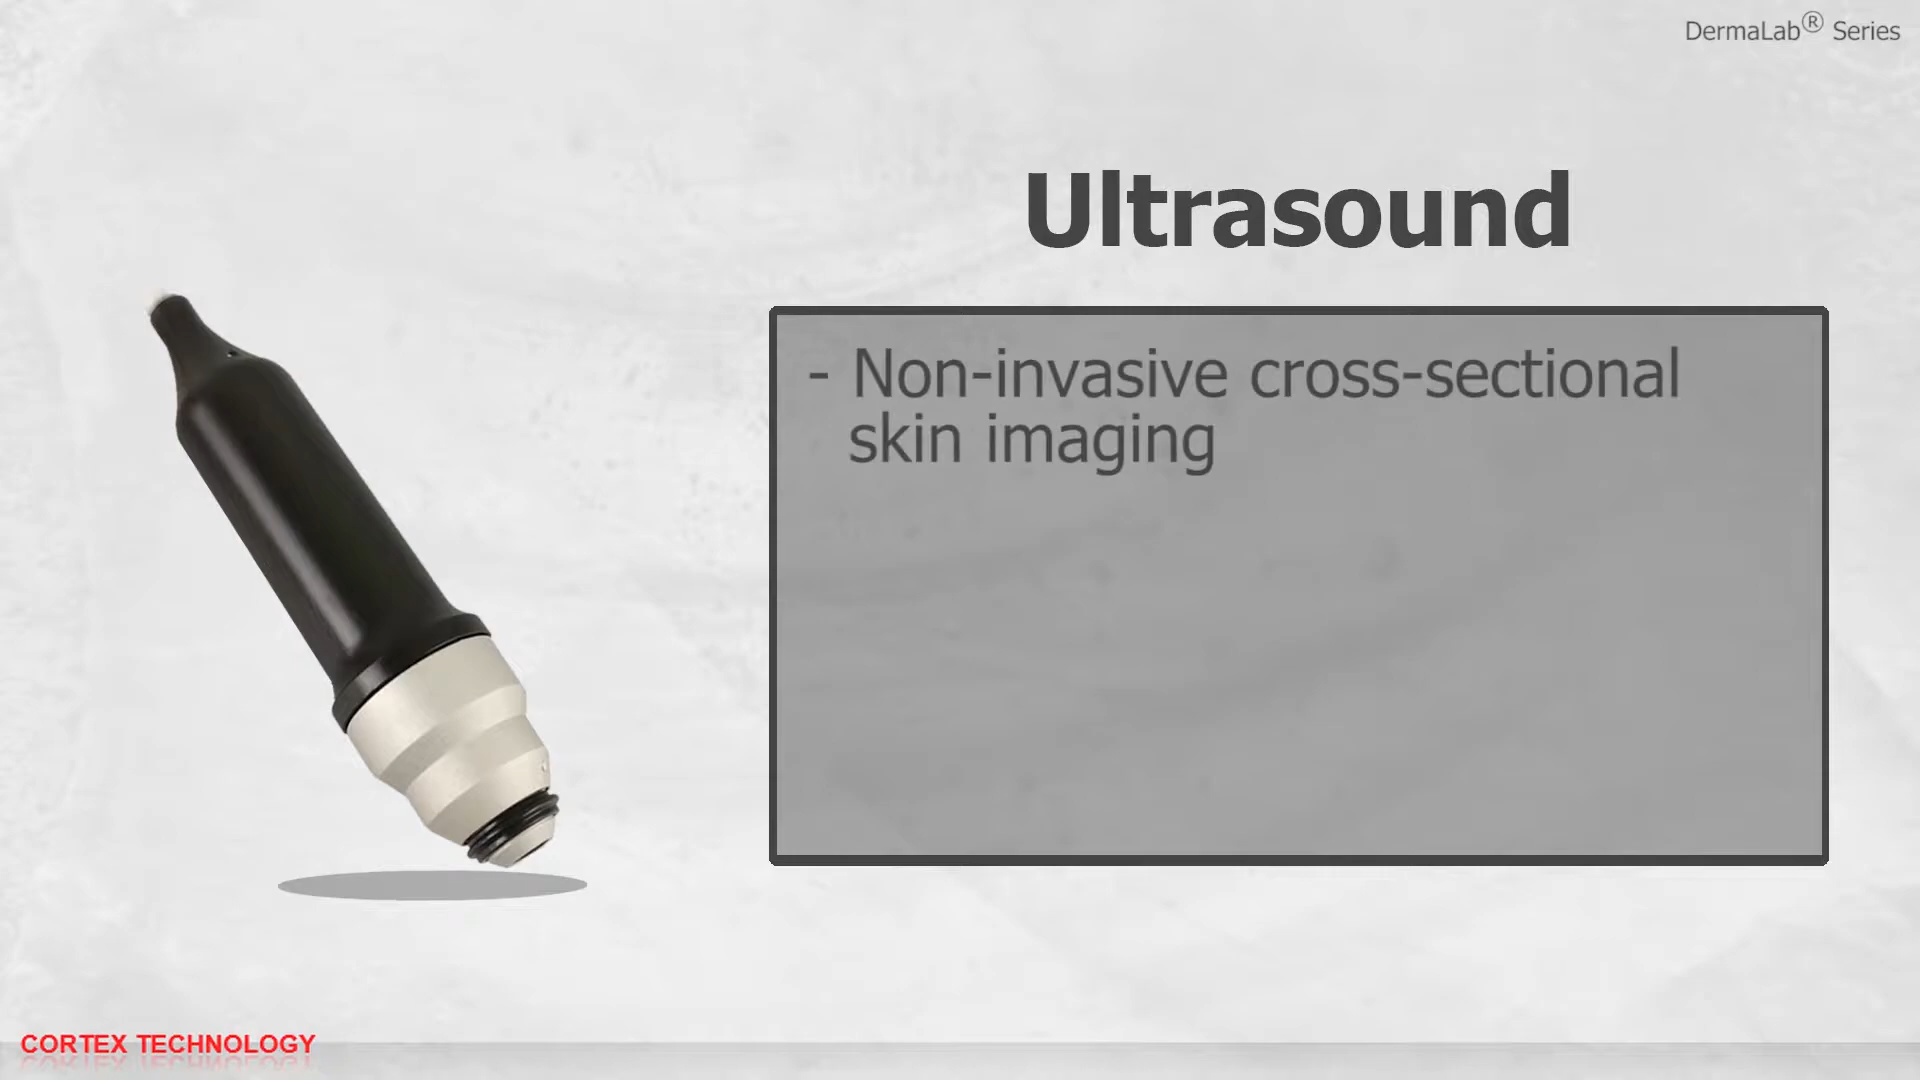 DermaLab® Series
Ultrasound
- Non-invasive cross-sectional
skin imaging
CORTEX TECHNOLOGY